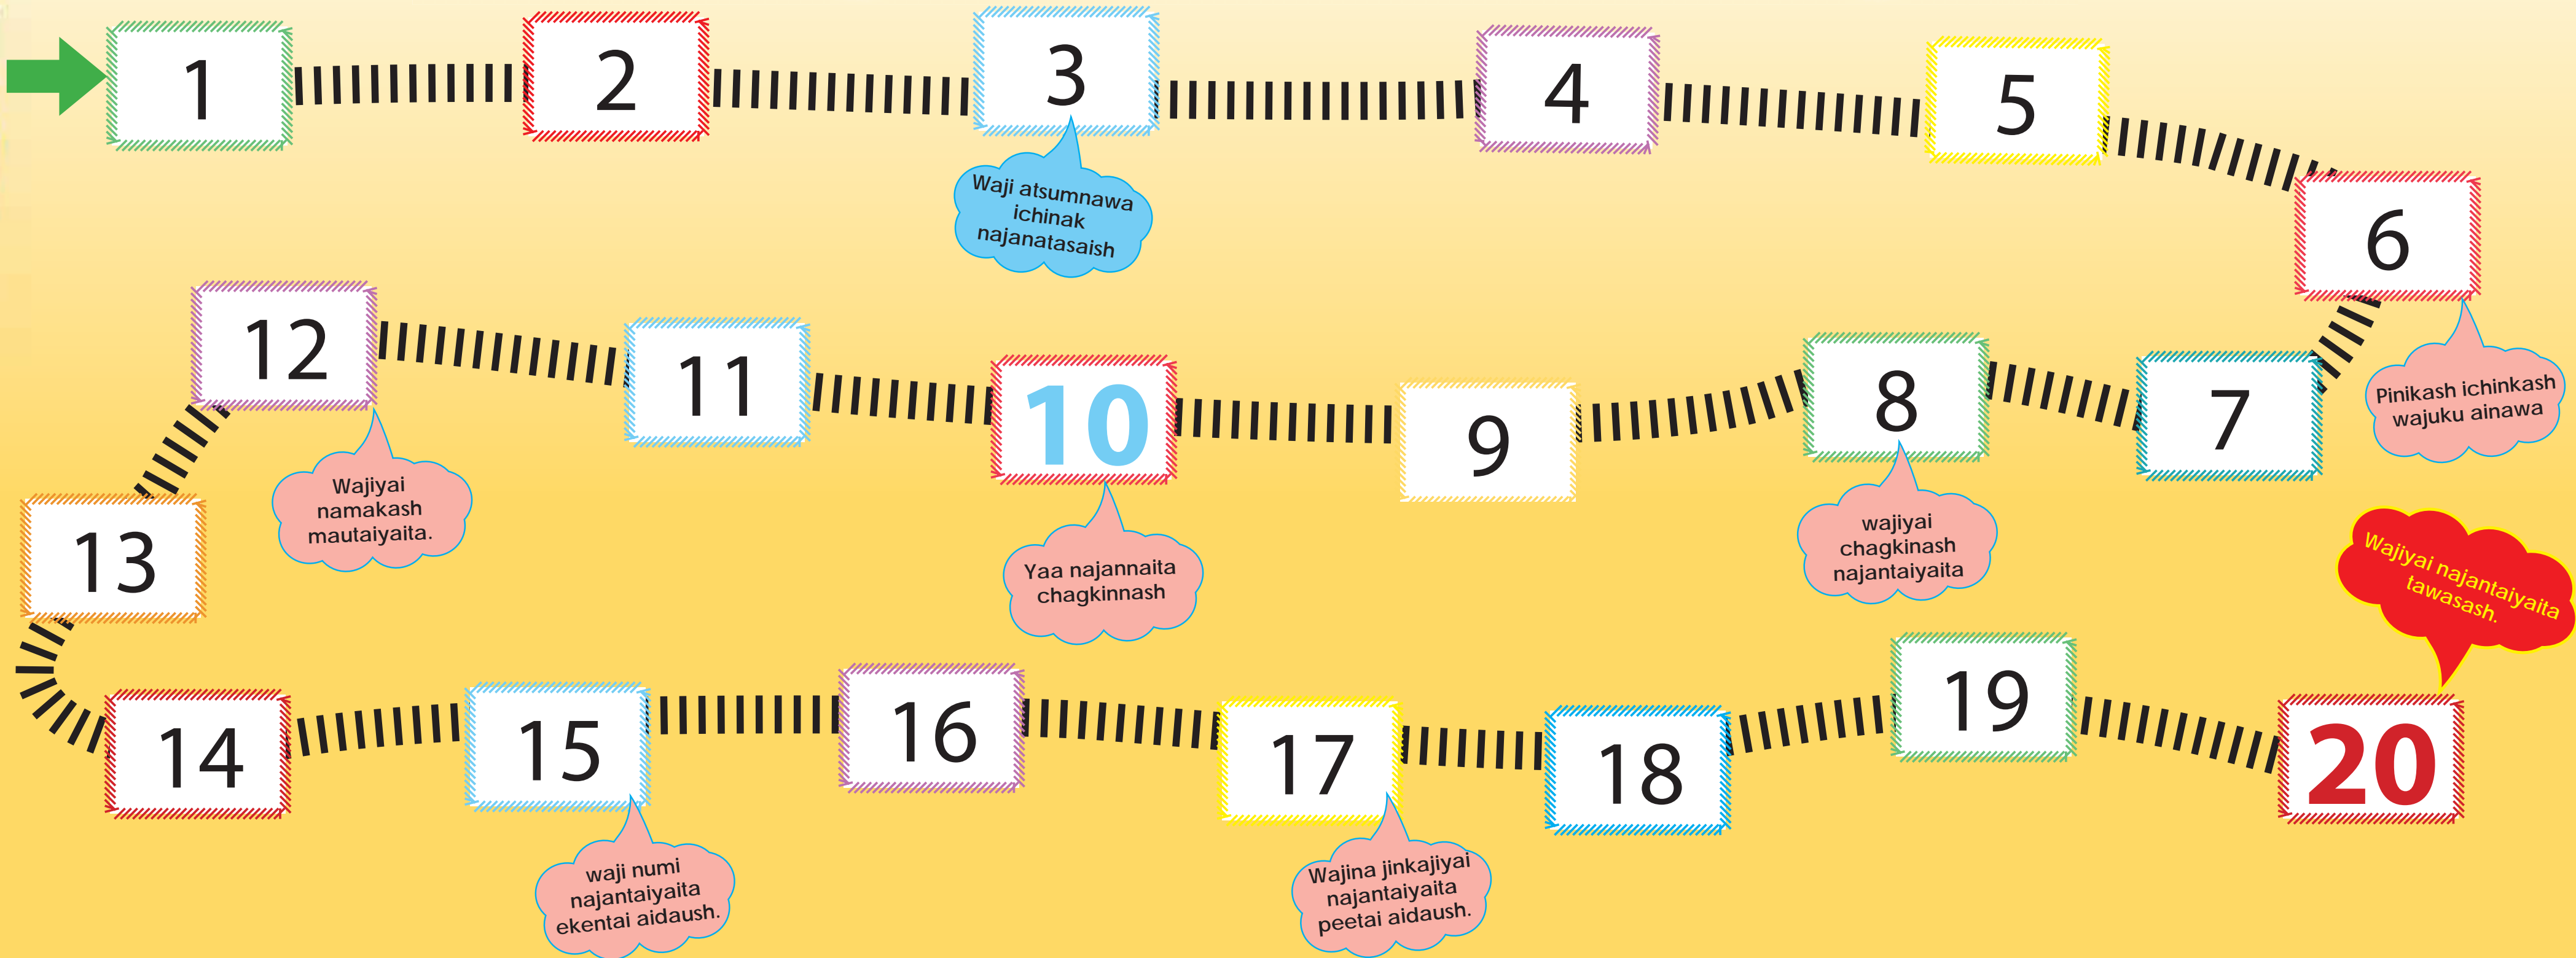 1
2
3
4
5
Waji atsumnawa
ichinak
najanatasaish
6
Pinikash ichinkash
wajuku ainawa
12
11
10
9
8
7
Wajiyai
namakash
mautaiyaita.
Yaa najannaita
chagkinnash
wajiyai
chagkinash
najantaiyaita
13
Wajiyai najantaiyaita
tawasash.
14
15
16
17
18
19
20
waji numi
najantaiyaita
ekentai aidaush.
Wajina jinkajiyai
najantaiyaita
peetai aidaush.